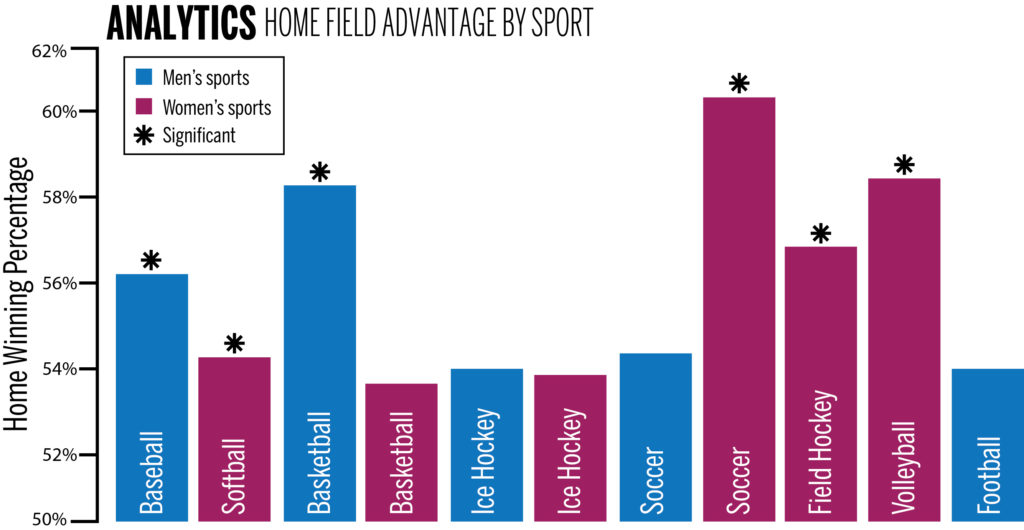 ANALYTICS HOME FIELD ADVANTAGE BY SPORT
62%
60%
58%
56%
54%
52%
50%
Home Winning Percentage
Men's sports
Women's sports
Significant
Baseball
Softball
Basketball
Basketball
Ice Hockey
Ice Hockey
Soccer
Soccer
Field Hockey
Volleyball
Football